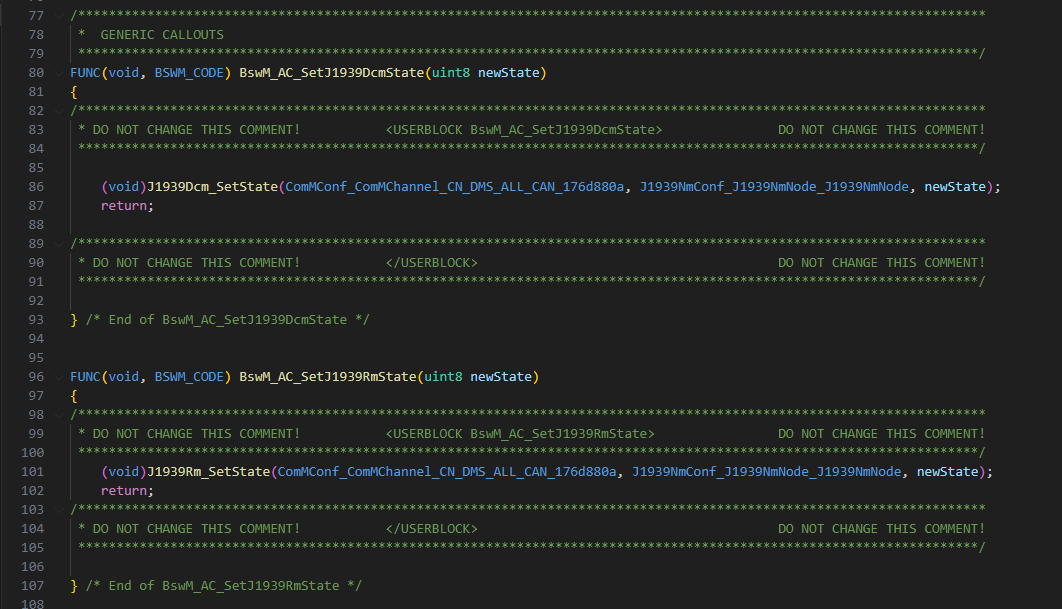 77 /**********************************************************************************************************************
78 * GENERIC CALLOUTS
79 *********************************************************************************************************************/
80 FUNC(void, BSWM_CODE) BswM_AC_SetJ1939DcmState(uint8 newState)
81 {
82 /**********************************************************************************************************************
83 * DO NOT CHANGE THIS COMMENT!           <USERBLOCK BswM_AC_SetJ1939DcmState>               DO NOT CHANGE THIS COMMENT!
84 *********************************************************************************************************************/
85
86     (void)J1939Dcm_SetState(ComMConf_ComMChannel_CN_DMS_ALL_CAN_176d880a, J1939NmConf_J1939NmNode_J1939NmNode, newState);
87     return;
88
89 /**********************************************************************************************************************
90 * DO NOT CHANGE THIS COMMENT!           </USERBLOCK>                                       DO NOT CHANGE THIS COMMENT!
91 *********************************************************************************************************************/
92
93 } /* End of BswM_AC_SetJ1939DcmState */
94
95
96 FUNC(void, BSWM_CODE) BswM_AC_SetJ1939RmState(uint8 newState)
97 {
98 /**********************************************************************************************************************
99 * DO NOT CHANGE THIS COMMENT!           <USERBLOCK BswM_AC_SetJ1939RmState>                DO NOT CHANGE THIS COMMENT!
100 *********************************************************************************************************************/
101     (void)J1939Rm_SetState(ComMConf_ComMChannel_CN_DMS_ALL_CAN_176d880a, J1939NmConf_J1939NmNode_J1939NmNode, newState);
102     return;
103 /**********************************************************************************************************************
104 * DO NOT CHANGE THIS COMMENT!           </USERBLOCK>                                       DO NOT CHANGE THIS COMMENT!
105 *********************************************************************************************************************/
106
107 } /* End of BswM_AC_SetJ1939RmState */
108